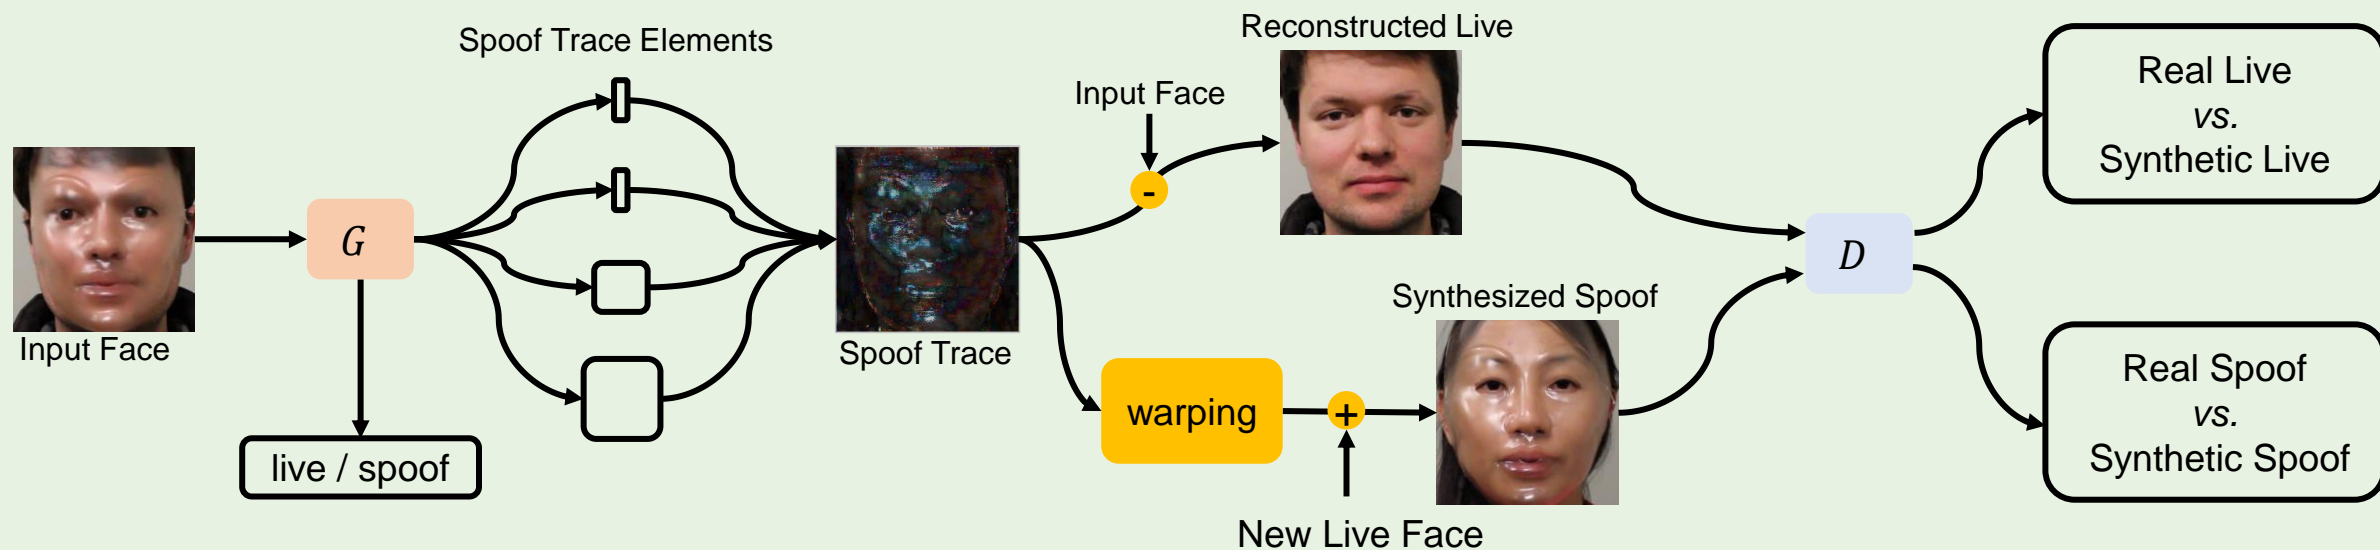 Spoof Trace Elements
Input Face
G
live / spoof
Spoof Trace
Input Face
-
Reconstructed Live
warping
+
New Live Face
Synthesized Spoof
D
Real Live
vs.
Synthetic Live
Real Spoof
vs.
Synthetic Spoof